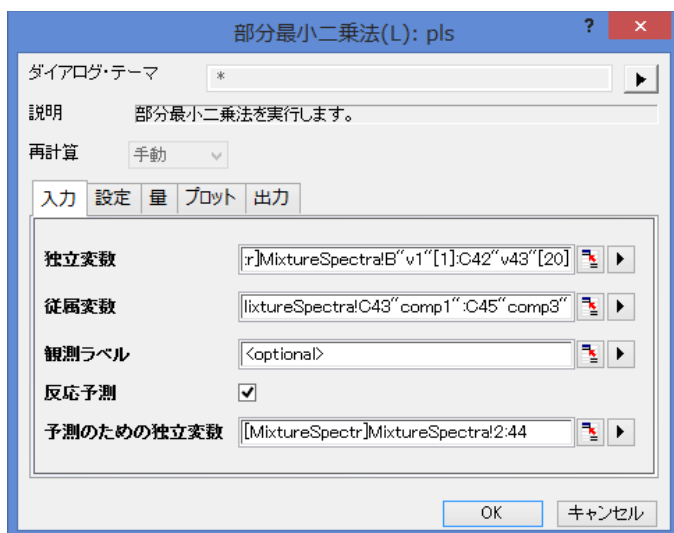 部分最小二乗法(L): pls
? ×
ダイアログ・テーマ *
説明 部分最小二乗法を実行します。
再計算 手動
入力 設定 量 プロット 出力
独立変数 :r]MixtureSpectra!B"v1"[1]:C42"v43"[20]
従属変数 lixtureSpectra!C43"comp1":C45"comp3"
観測ラベル <optional>
反応予測
予測のための独立変数 [MixtureSpectr]MixtureSpectra!2:44
OK キャンセル